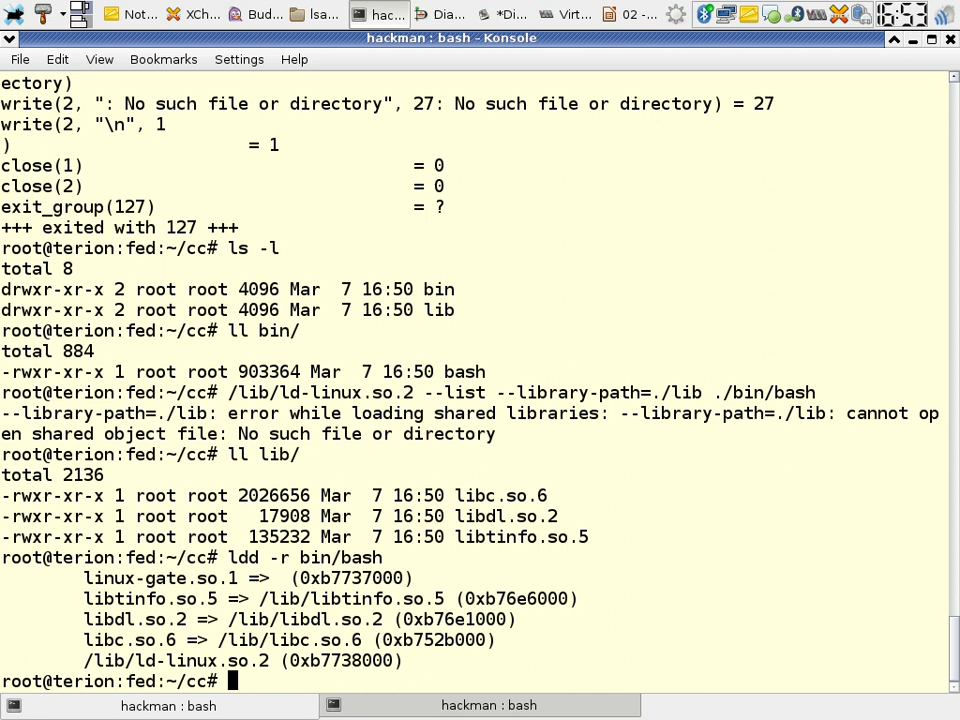 Not...
XCh...
Bud...
lsa...
hac...
Dia...
*Di...
Virt...
02 -...
16:53
hackman : bash - Konsole
File Edit View Bookmarks Settings Help
ectory)
write(2, ": No such file or directory", 27: No such file or directory) = 27
write(2, "\n", 1
)                       = 1
close(1)                                = 0
close(2)                                = 0
exit_group(127)                         = ?
+++ exited with 127 +++
root@terion:fed:~/cc# ls -l
total 8
drwxr-xr-x 2 root root 4096 Mar  7 16:50 bin
drwxr-xr-x 2 root root 4096 Mar  7 16:50 lib
root@terion:fed:~/cc# ll bin/
total 884
-rwxr-xr-x 1 root root 903364 Mar  7 16:50 bash
root@terion:fed:~/cc# /lib/ld-linux.so.2 --list --library-path=./lib ./bin/bash
--library-path=./lib: error while loading shared libraries: --library-path=./lib: cannot op
en shared object file: No such file or directory
root@terion:fed:~/cc# ll lib/
total 2136
-rwxr-xr-x 1 root root 2026656 Mar  7 16:50 libc.so.6
-rwxr-xr-x 1 root root   17908 Mar  7 16:50 libdl.so.2
-rwxr-xr-x 1 root root  135232 Mar  7 16:50 libtinfo.so.5
root@terion:fed:~/cc# ldd -r bin/bash
        linux-gate.so.1 =>  (0xb7737000)
        libtinfo.so.5 => /lib/libtinfo.so.5 (0xb76e6000)
        libdl.so.2 => /lib/libdl.so.2 (0xb76e1000)
        libc.so.6 => /lib/libc.so.6 (0xb752b000)
        /lib/ld-linux.so.2 (0xb7738000)
root@terion:fed:~/cc#
hackman : bash
hackman : bash